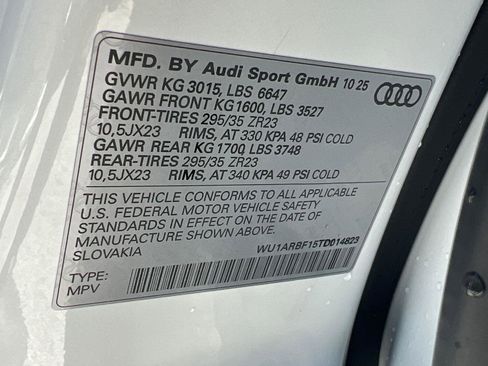 MFD. BY Audi Sport GmbH 10 25
GVWR KG 3015, LBS 6647
GAWR FRONT KG1600, LBS 3527
FRONT-TIRES 295/35 ZR23
10,5JX23 RIMS, AT 330 KPA 48 PSI COLD
GAWR REAR KG 1700, LBS 3748
REAR-TIRES 295/35 ZR23
10,5JX23 RIMS, AT 340 KPA 49 PSI COLD
THIS VEHICLE CONFORMS TO ALL APPLICABLE
U.S. FEDERAL MOTOR VEHICLE SAFETY
STANDARDS IN EFFECT ON THE DATE OF
MANUFACTURE SHOWN ABOVE.
SLOVAKIA
WU1ARBF15TD014823
TYPE:
MPV